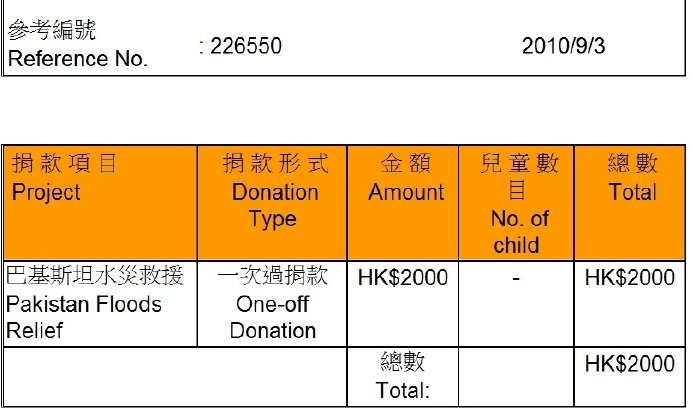 參考編號
Reference No.
: 226550
2010/9/3
捐款項目
Project
捐款形式
Donation
Type
金額
Amount
兒童數
目
No. of
child
總數
Total
巴基斯坦水災救援
Pakistan Floods
Relief
一次過捐款
One-off
Donation
HK$2000
-
HK$2000
總數
Total:
HK$2000